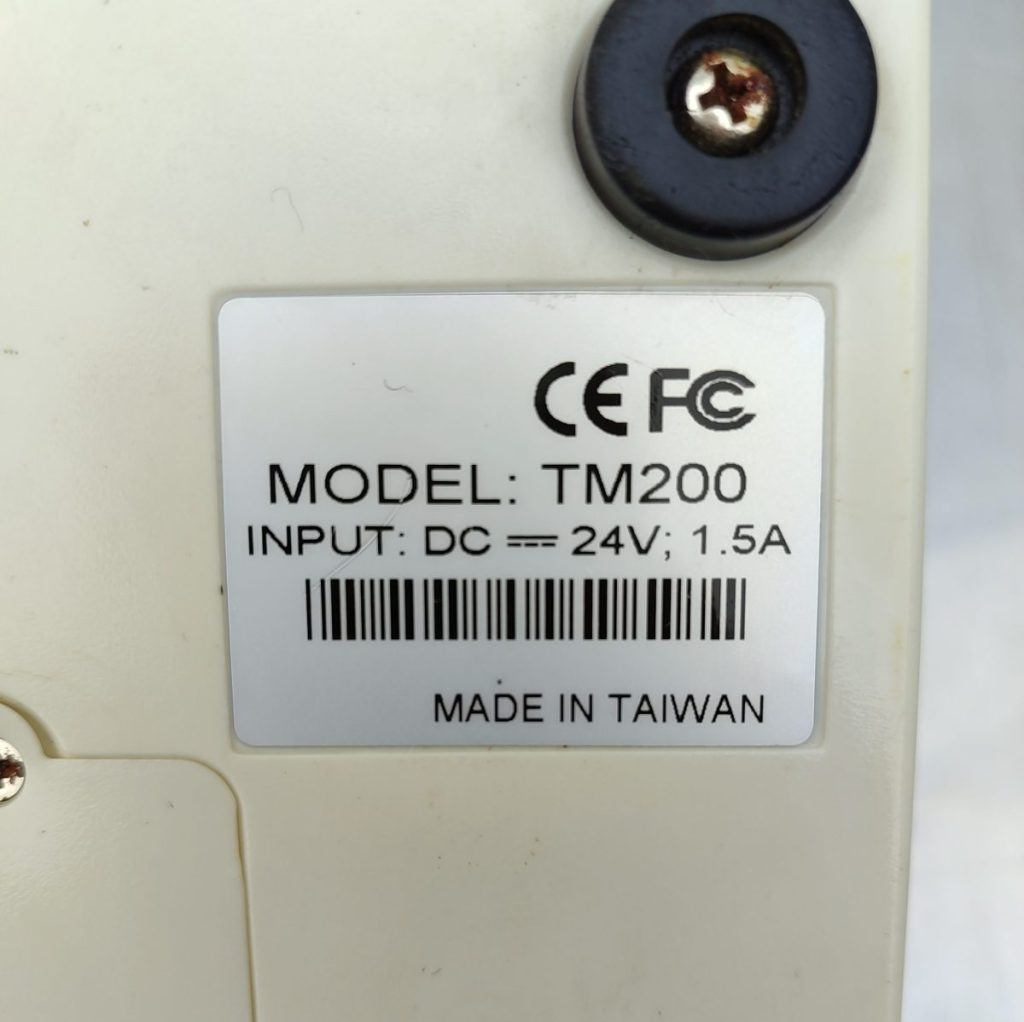 CE FC
MODEL: TM200
INPUT: DC ⎓ 24V; 1.5A
MADE IN TAIWAN